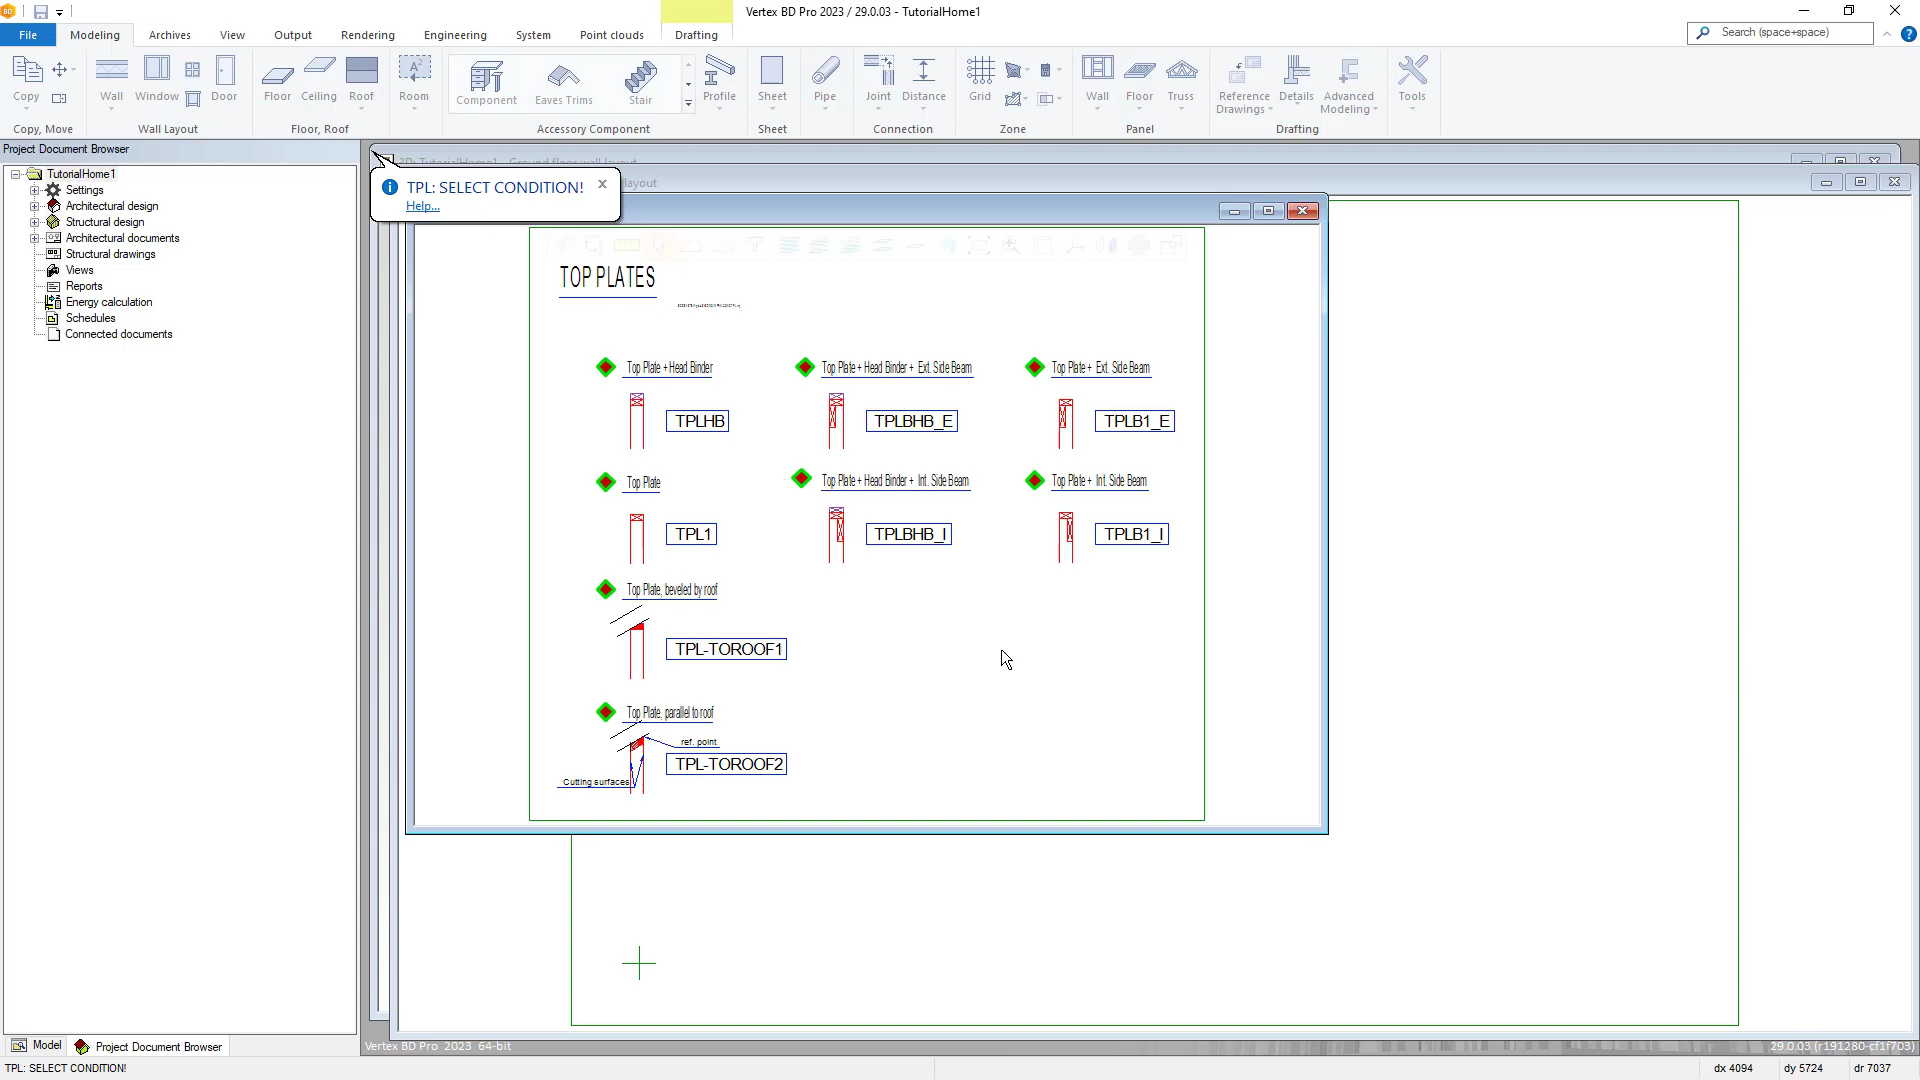 Vertex BD Pro 2023 / 29.0.03 - TutorialHome1
File Modeling Archives View Output Rendering Engineering System Point clouds Drafting
Search (space+space)
Copy Wall Window Door Floor Ceiling Roof Room Component Eaves Trims Stair Profile Sheet Pipe Joint Distance Grid Wall Floor Truss Reference Drawings Details Advanced Modeling Tools
Copy, Move Wall Layout Floor, Roof Accessory Component Sheet Connection Zone Panel Drafting
Project Document Browser
TutorialHome1
Settings
Architectural design
Structural design
Architectural documents
Structural drawings
Views
Reports
Energy calculation
Schedules
Connected documents
TutorialHome1 - Ground floor wall layout
layout
TPL: SELECT CONDITION!
Help...
TOP PLATES
Top Plate + Head Binder
Top Plate + Head Binder + Ext. Side Beam
Top Plate + Ext. Side Beam
TPLHB
TPLBHB_E
TPLB1_E
Top Plate
Top Plate + Head Binder + Int. Side Beam
Top Plate + Int. Side Beam
TPL1
TPLBHB_I
TPLB1_I
Top Plate, beveled by roof
TPL-TOROOF1
Top Plate, parallel to roof
ref. point
TPL-TOROOF2
Cutting surfaces
Model Project Document Browser
Vertex BD Pro 2023 64-bit
29.0.03 (r191280-cf1f703)
TPL: SELECT CONDITION!
dx 4094 dy 5724 dr 7037